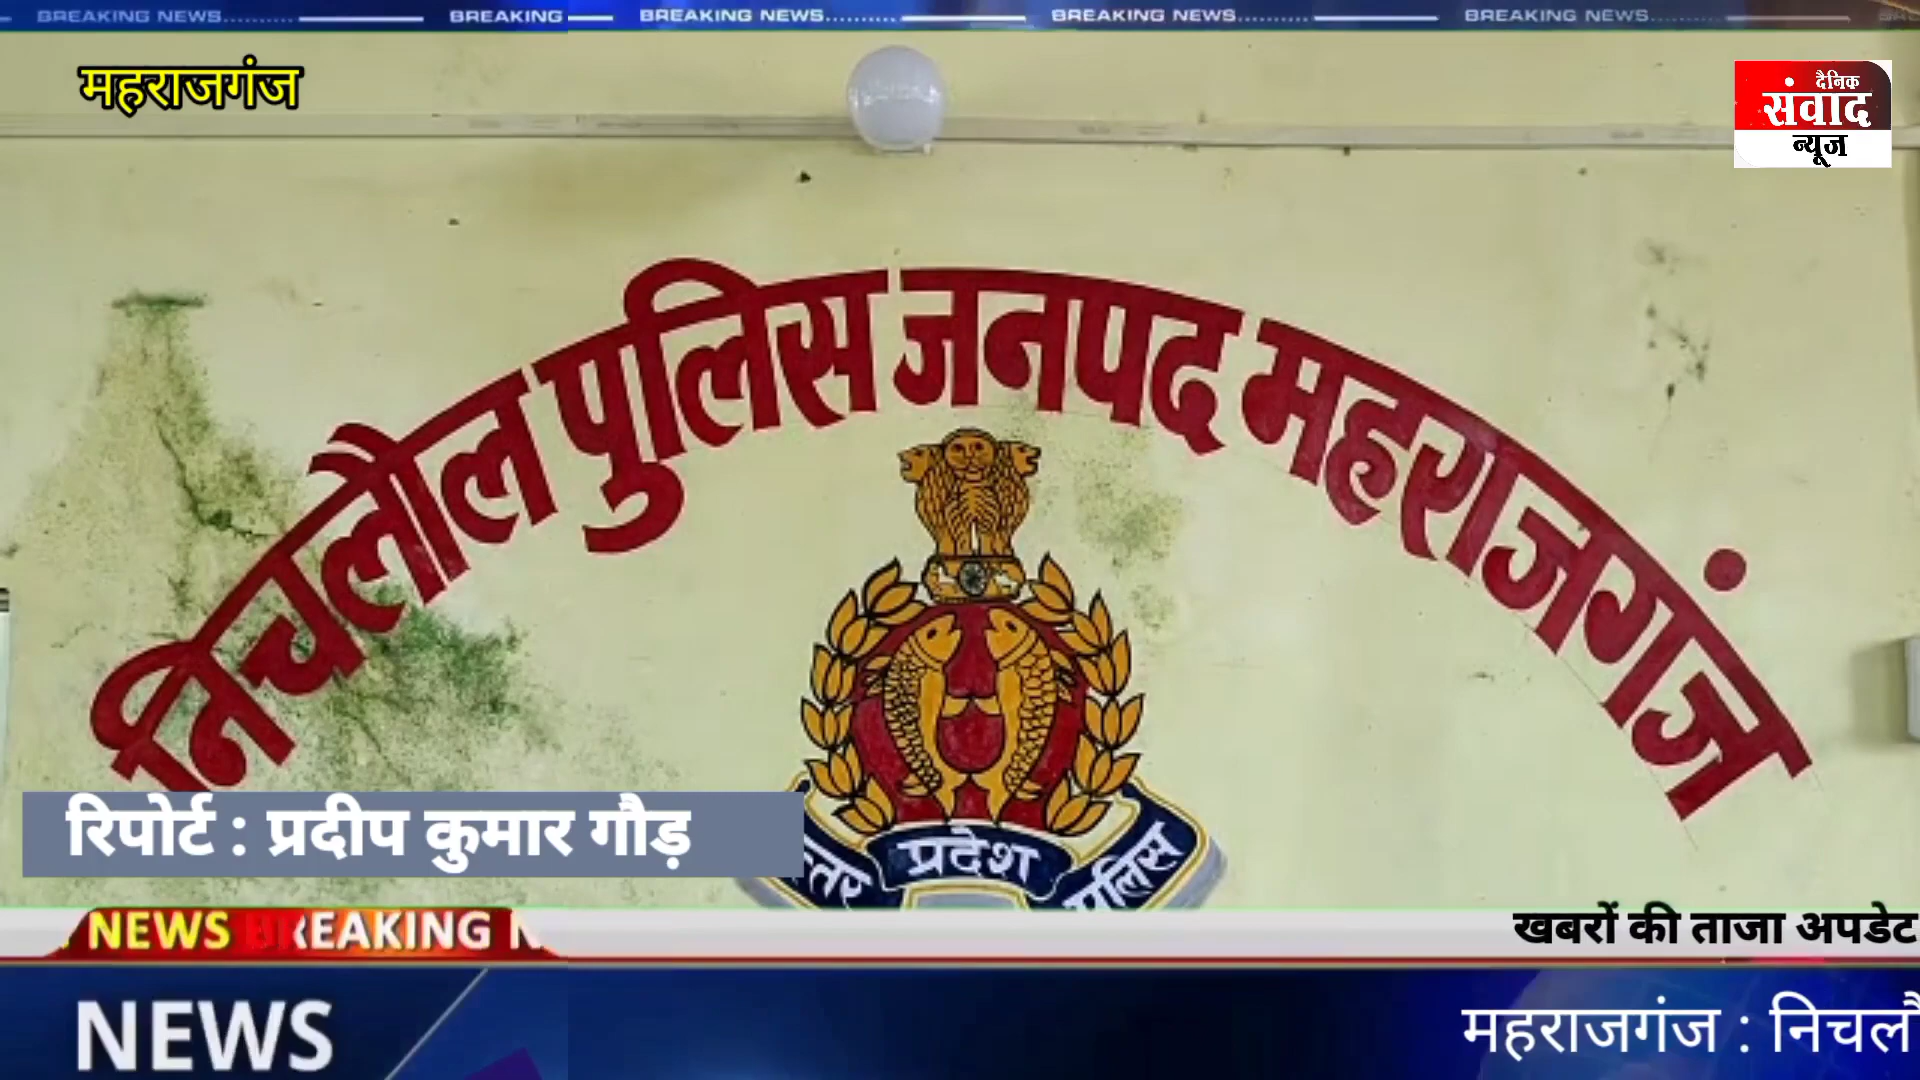 BREAKING NEWS.......... BREAKING BREAKING NEWS.......... BREAKING NEWS.......... BREAKING NEWS..........
महराजगंज
दैनिक
संवाद
न्यूज
निचलौल पुलिस जनपद महराजगंज
रिपोर्ट : प्रदीप कुमार गौड़
प्रदेश पुलिस
NEWS BREAKING
खबरों की ताजा अपडेट
NEWS
महराजगंज :